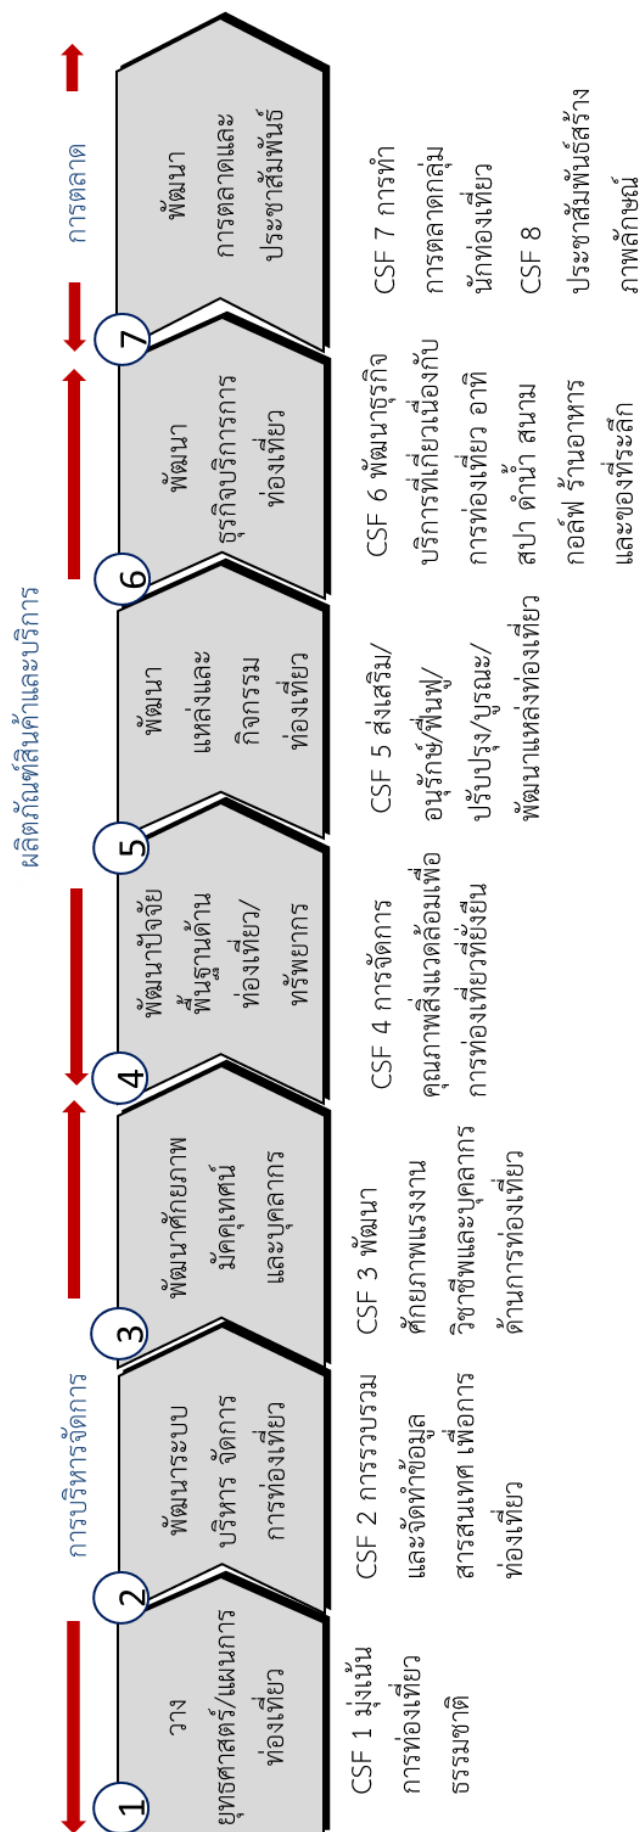 การบริหารจัดการ
ผลิตภัณฑ์สินค้าและบริการ
การตลาด
1
วาง
ยุทธศาสตร์/แผนการ
ท่องเที่ยว
2
พัฒนาระบบ
บริหาร จัดการ
การท่องเที่ยว
3
พัฒนาศักยภาพ
มัคคุเทศน์
และบุคลากร
4
พัฒนาปัจจัย
พื้นฐานด้าน
ท่องเที่ยว/
ทรัพยากร
5
พัฒนา
แหล่งและ
กิจกรรม
ท่องเที่ยว
6
พัฒนา
ธุรกิจบริการการ
ท่องเที่ยว
7
พัฒนา
การตลาดและ
ประชาสัมพันธ์
CSF 1 มุ่งเน้น
การท่องเที่ยว
ธรรมชาติ
CSF 2 การรวบรวม
และจัดทำข้อมูล
สารสนเทศ เพื่อการ
ท่องเที่ยว
CSF 3 พัฒนา
ศักยภาพแรงงาน
วิชาชีพและบุคลากร
ด้านการท่องเที่ยว
CSF 4 การจัดการ
คุณภาพสิ่งแวดล้อมเพื่อ
การท่องเที่ยวที่ยั่งยืน
CSF 5 ส่งเสริม/
อนุรักษ์/ฟื้นฟู/
ปรับปรุง/บูรณะ/
พัฒนาแหล่งท่องเที่ยว
CSF 6 พัฒนาธุรกิจ
บริการที่เกี่ยวเนื่องกับ
การท่องเที่ยว อาทิ
สปา ดำน้ำ สนาม
กอล์ฟ ร้านอาหาร
และของที่ระลึก
CSF 7 การทำ
การตลาดกลุ่ม
นักท่องเที่ยว
CSF 8
ประชาสัมพันธ์สร้าง
ภาพลักษณ์